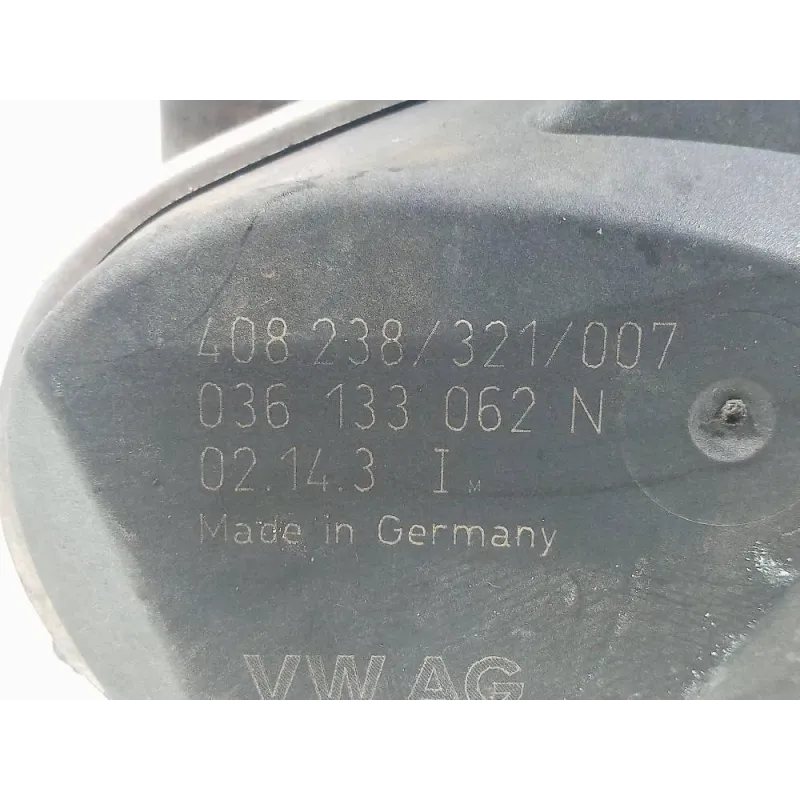 408 238/321/007
036 133 062 N
02.14.3 I M
Made in Germany
VW AG